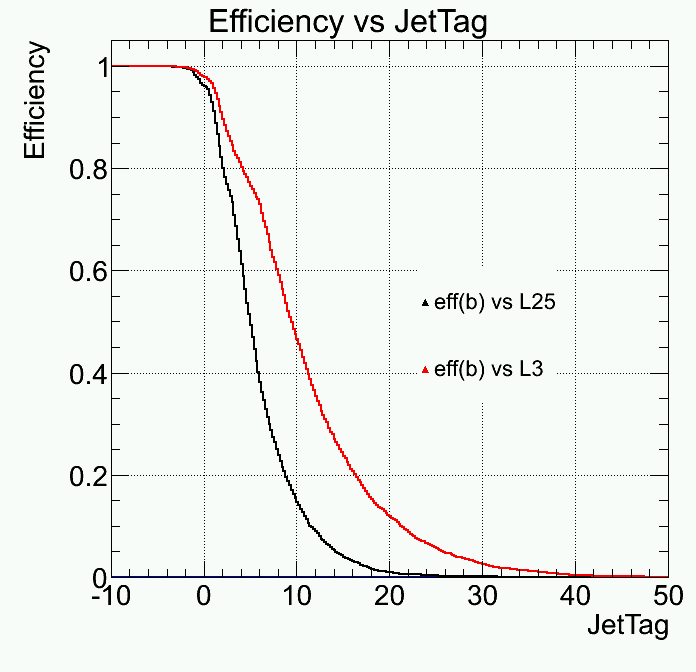 Efficiency vs JetTag
Efficiency
1
0.8
0.6
eff(b) vs L25
0.4
eff(b) vs L3
0.2
0
-10 0 10 20 30 40 50
JetTag